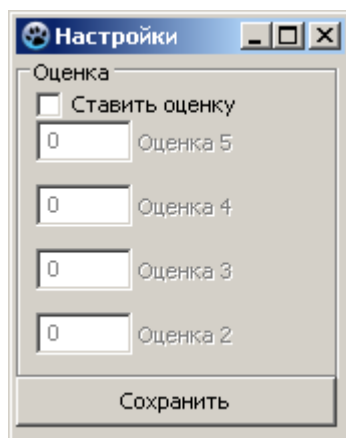 Настройки
Оценка
Ставить оценку
0 Оценка 5
0 Оценка 4
0 Оценка 3
0 Оценка 2
Сохранить